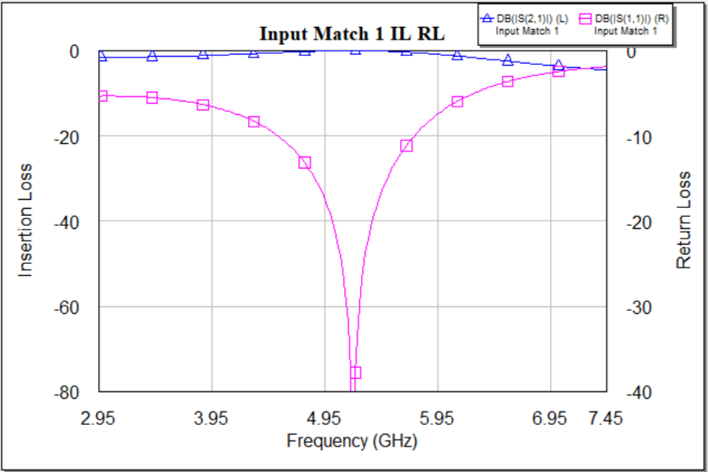 Input Match 1 IL RL
DB(|S(2,1)|) (L)
Input Match 1
DB(|S(1,1)|) (R)
Input Match 1
0
-20
-40
-60
-80
Insertion Loss
0
-10
-20
-30
-40
Return Loss
2.95
3.95
4.95
5.95
6.95
7.45
Frequency (GHz)